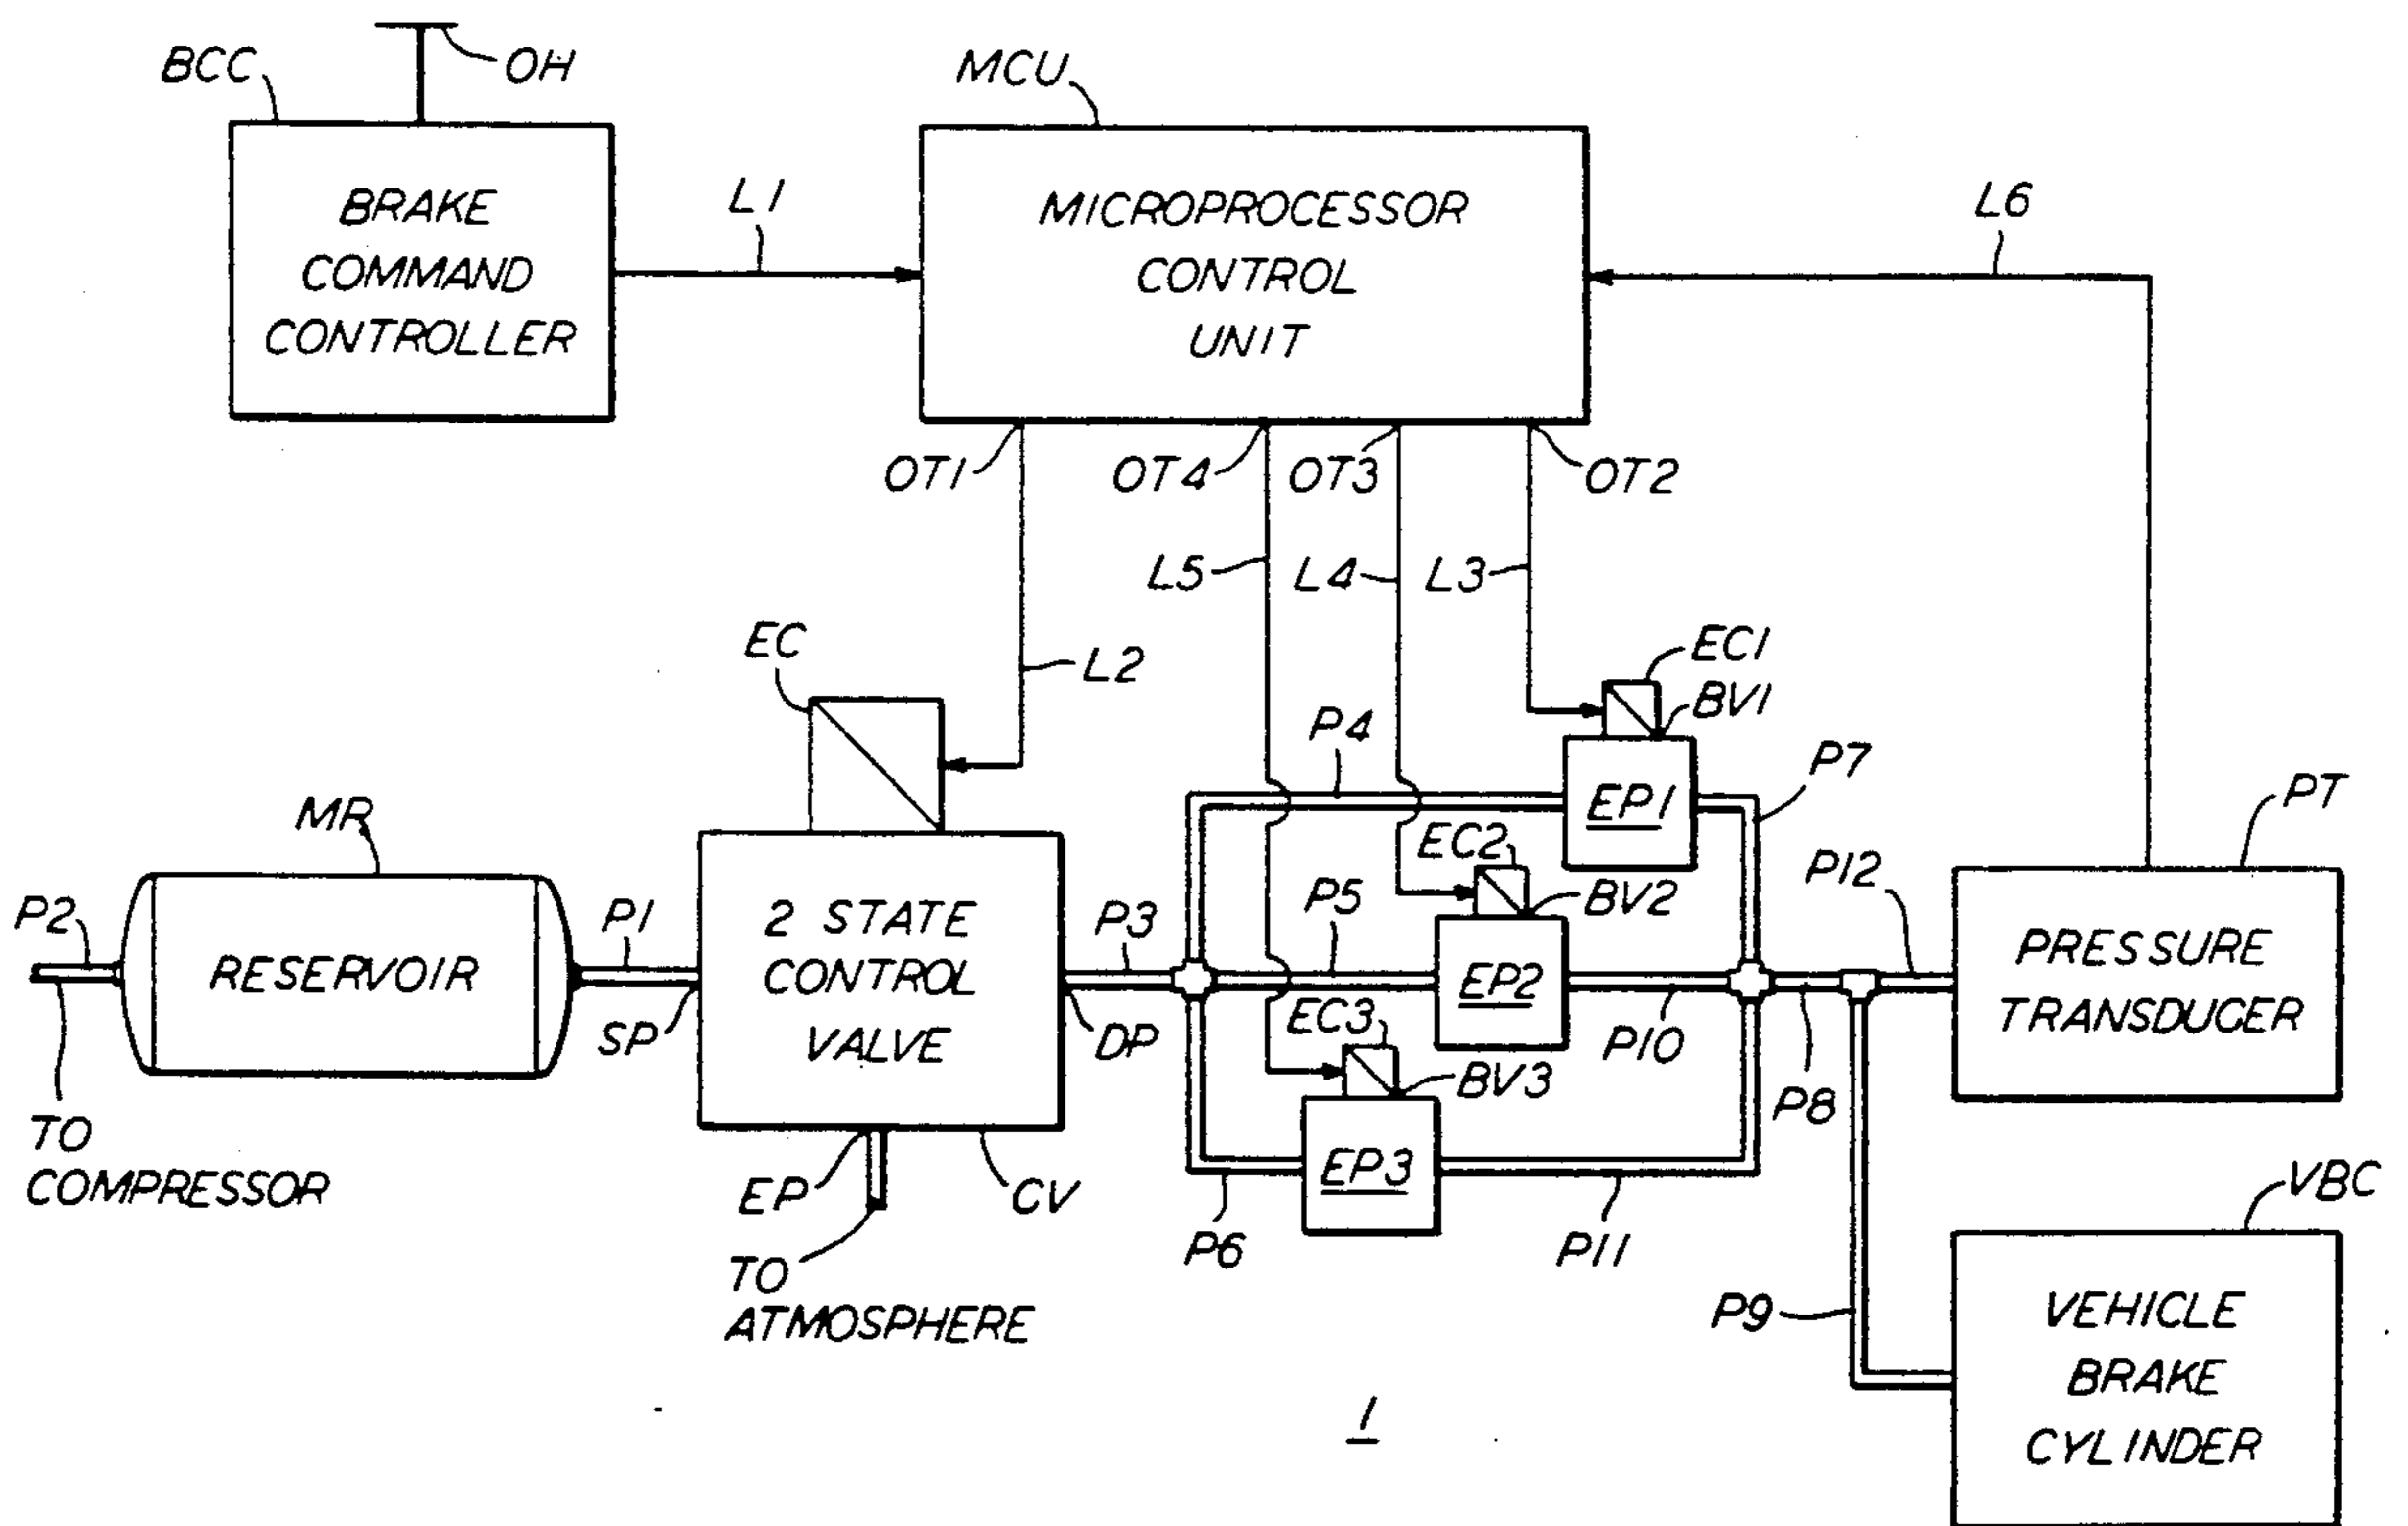 BCC
OH
MCU
BRAKE
COMMAND
CONTROLLER
L1
MICROPROCESSOR
CONTROL
UNIT
L6
OT1
OT4
OT3
OT2
L5
L4
L3
EC
L2
EC1
BV1
P4
P7
MR
EP1
PT
EC2
P12
P2
P1
2 STATE
CONTROL
VALVE
P3
P5
BV2
RESERVOIR
EP2
PRESSURE
TRANSDUCER
SP
DP
EC3
P10
BV3
P8
TO
COMPRESSOR
EP
CV
EP3
VBC
P6
P11
TO
ATMOSPHERE
P9
VEHICLE
BRAKE
CYLINDER
1